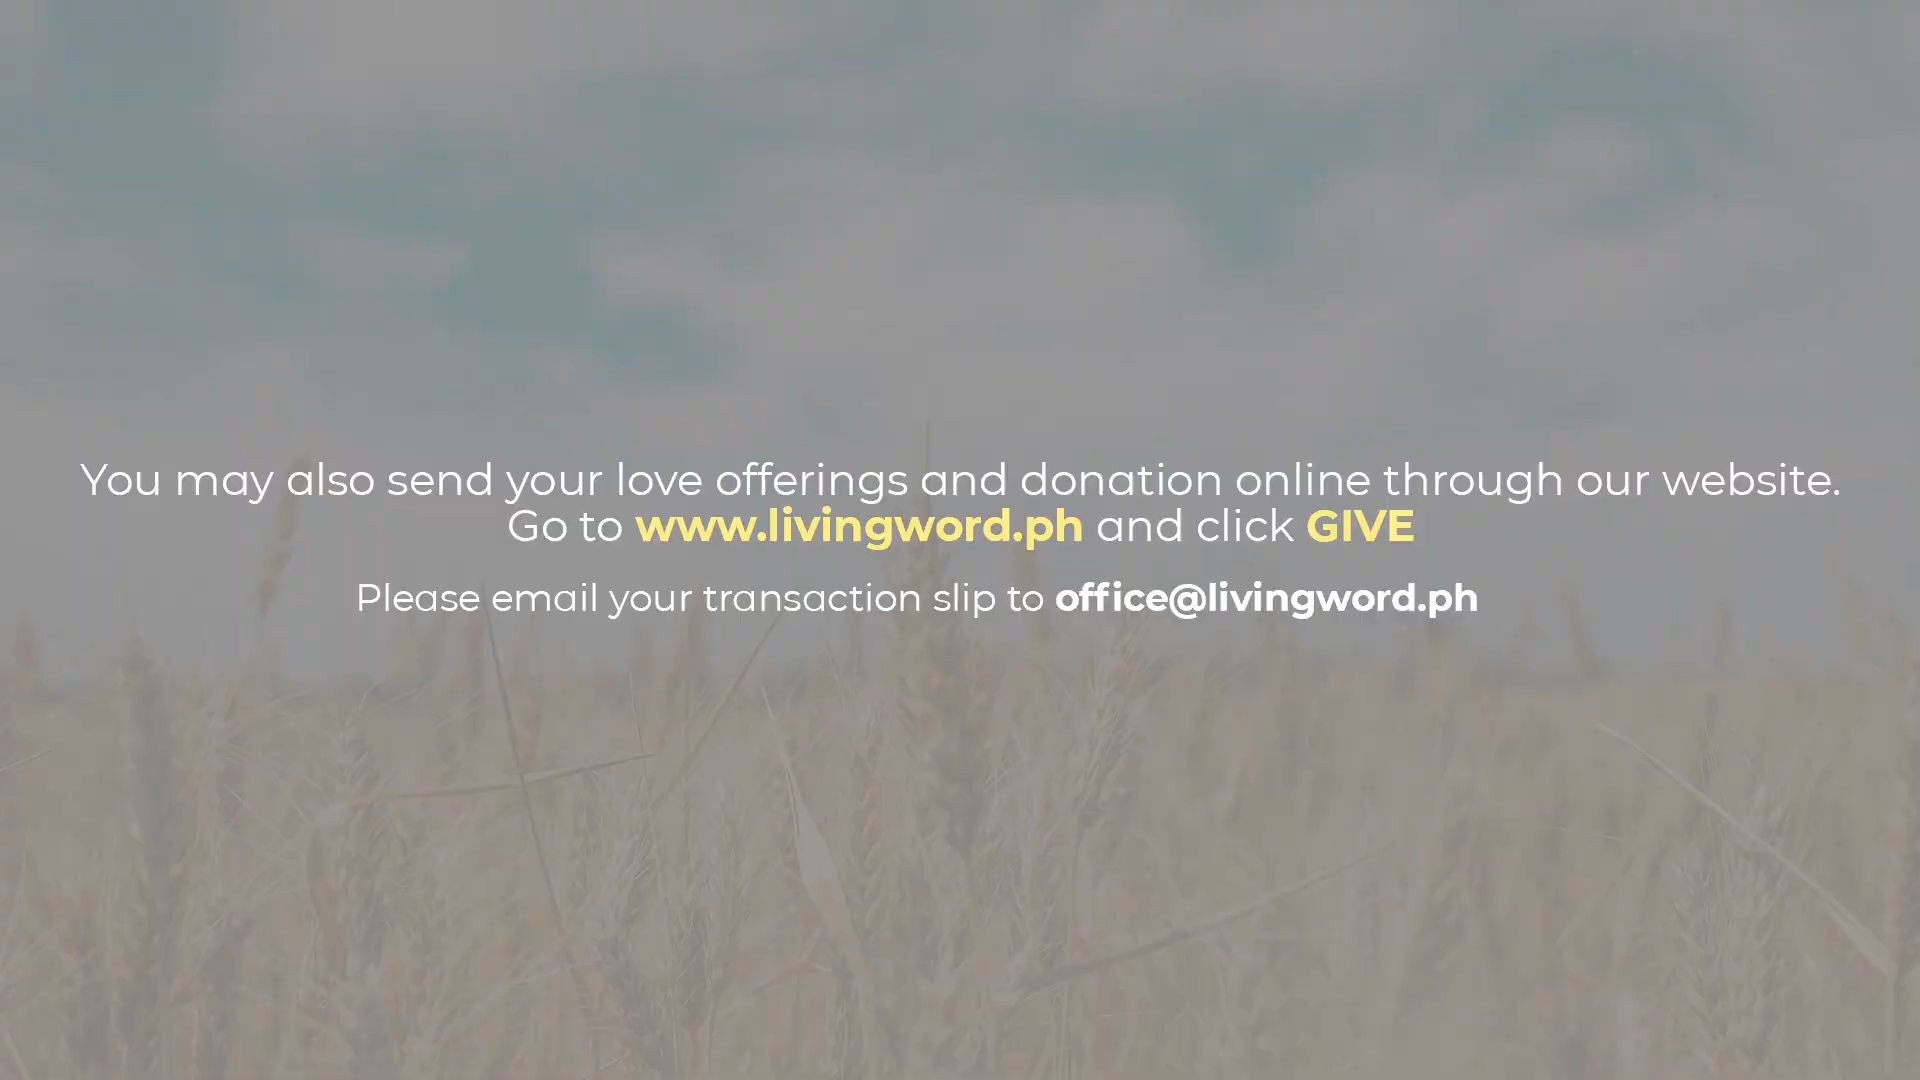 You may also send your love offerings and donation online through our website.
Go to www.livingword.ph and click GIVE
Please email your transaction slip to office@livingword.ph